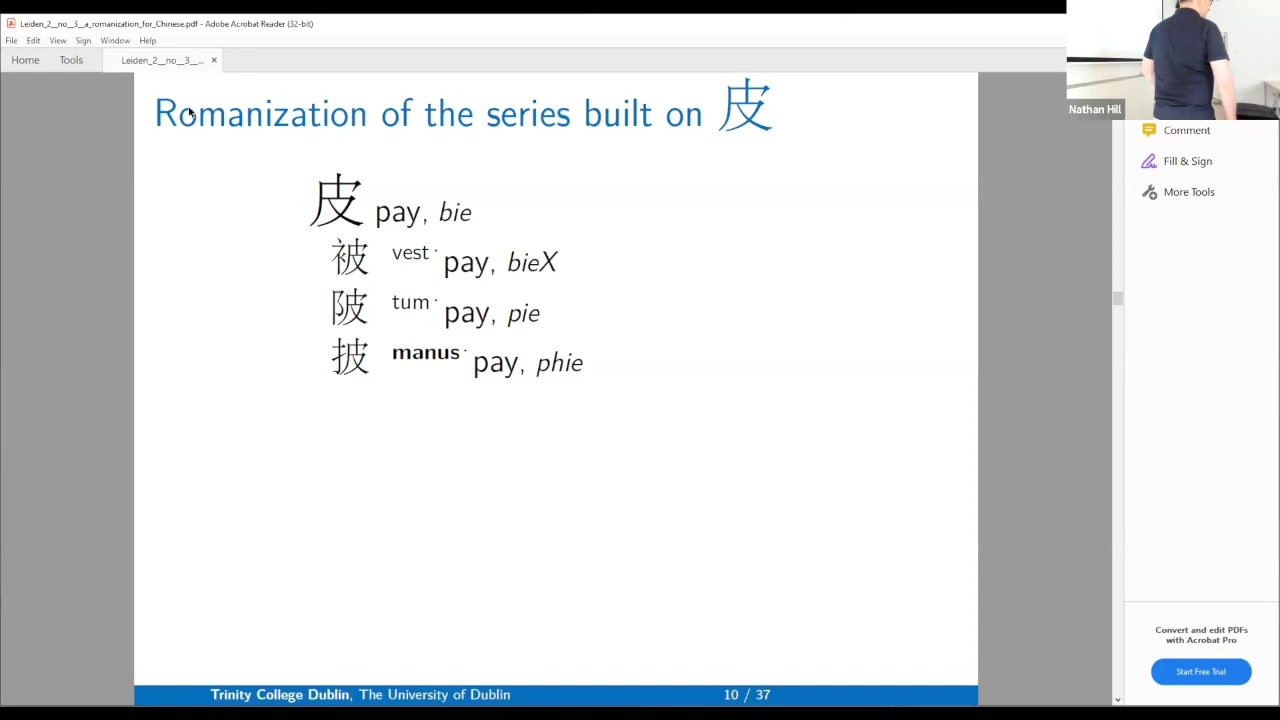 Leiden_2__no__3__a_romanization_for_Chinese.pdf - Adobe Acrobat Reader (32-bit)
File Edit View Sign Window Help
Home Tools Leiden_2__no__3__... ×
Romanization of the series built on 皮
皮 pay, bie
被 vest· pay, bieX
陂 tum· pay, pie
披 manus· pay, phie
Trinity College Dublin, The University of Dublin 10 / 37
Nathan Hill
Comment
Fill & Sign
More Tools
Convert and edit PDFs
with Acrobat Pro
Start Free Trial